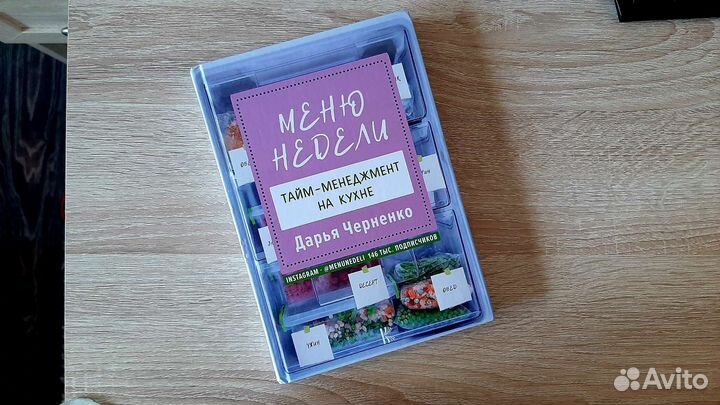 МЕНЮ
НЕДЕЛИ
ТАЙМ-МЕНЕДЖМЕНТ
НА КУХНЕ
Дарья Черненко
INSTAGRAM - @MENUNEDELI 146 ТЫС. ПОДПИСЧИКОВ
ДЕСЕРТ
ОБЕД
УЖИН
Avito